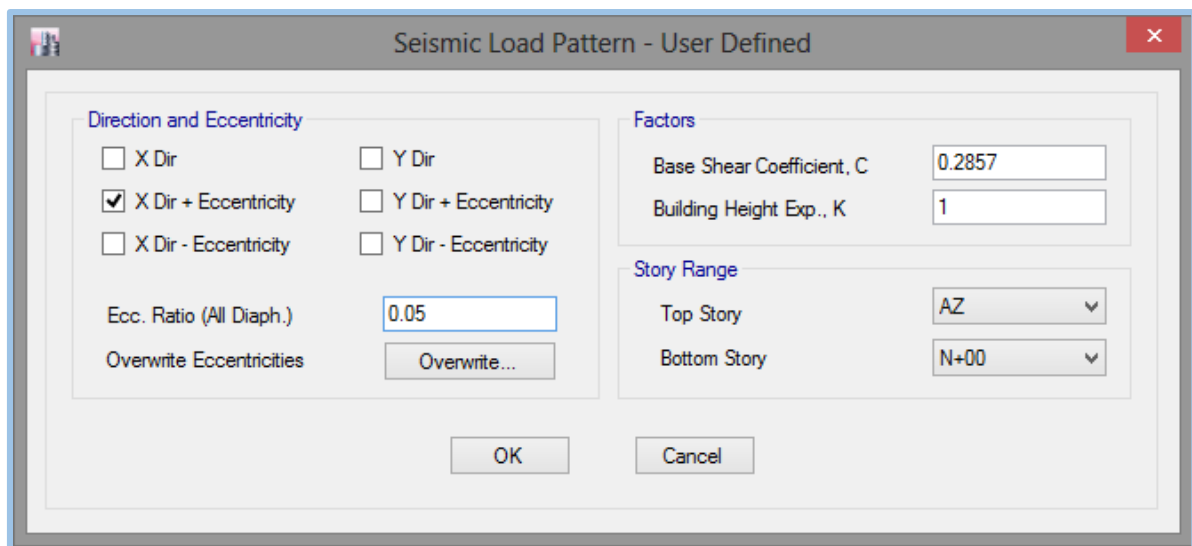 Seismic Load Pattern - User Defined
Direction and Eccentricity
X Dir
Y Dir
X Dir + Eccentricity
Y Dir + Eccentricity
X Dir - Eccentricity
Y Dir - Eccentricity
Ecc. Ratio (All Diaph.)
0.05
Overwrite Eccentricities
Overwrite...
Factors
Base Shear Coefficient, C
0.2857
Building Height Exp., K
1
Story Range
Top Story
AZ
Bottom Story
N+00
OK
Cancel